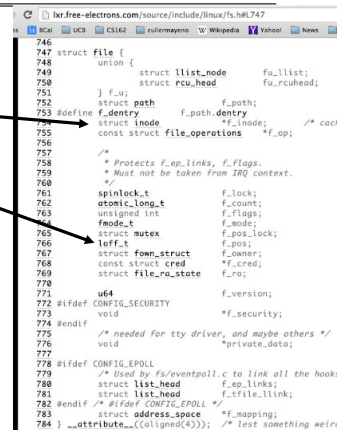 lxr.free-electrons.com/source/include/linux/fs.h#L747
BCal UCB CS162 cullermayeno Wikipedia Yahoo! News
746
747 struct file {
748 union {
749 struct llist_node fu_llist;
750 struct rcu_head fu_rcuhead;
751 } f_u;
752 struct path f_path;
753 #define f_dentry f_path.dentry
754 struct inode *f_inode; /* cach
755 const struct file_operations *f_op;
756
757 /*
758 * Protects f_ep_links, f_flags.
759 * Must not be taken from IRQ context.
760 */
761 spinlock_t f_lock;
762 atomic_long_t f_count;
763 unsigned int f_flags;
764 fmode_t f_mode;
765 struct mutex f_pos_lock;
766 loff_t f_pos;
767 struct fown_struct f_owner;
768 const struct cred *f_cred;
769 struct file_ra_state f_ra;
770
771 u64 f_version;
772 #ifdef CONFIG_SECURITY
773 void *f_security;
774 #endif
775 /* needed for tty driver, and maybe others */
776 void *private_data;
777
778 #ifdef CONFIG_EPOLL
779 /* Used by fs/eventpoll.c to link all the hooks
780 struct list_head f_ep_links;
781 struct list_head f_tfile_llink;
782 #endif /* #ifdef CONFIG_EPOLL */
783 struct address_space *f_mapping;
784 } __attribute__((aligned(4))); /* lest something weird